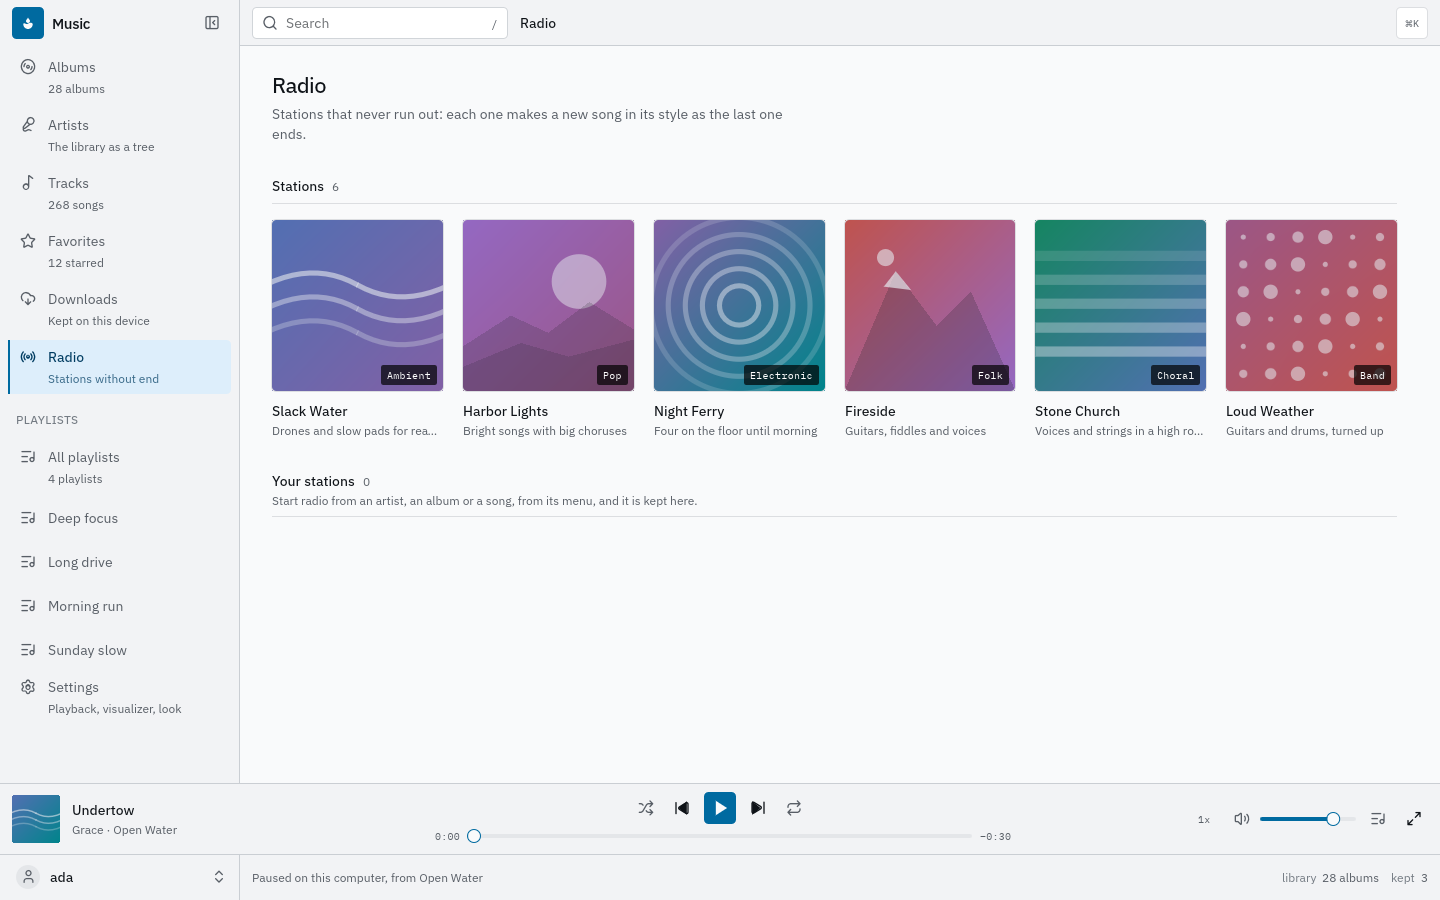 Music
Search
/
Radio
⌘K
Albums
28 albums
Artists
The library as a tree
Tracks
268 songs
Favorites
12 starred
Downloads
Kept on this device
Radio
Stations without end
PLAYLISTS
All playlists
4 playlists
Deep focus
Long drive
Morning run
Sunday slow
Settings
Playback, visualizer, look
Radio
Stations that never run out: each one makes a new song in its style as the last one
ends.
Stations 6
Ambient
Pop
Electronic
Folk
Choral
Band
Slack Water
Drones and slow pads for rea…
Harbor Lights
Bright songs with big choruses
Night Ferry
Four on the floor until morning
Fireside
Guitars, fiddles and voices
Stone Church
Voices and strings in a high ro…
Loud Weather
Guitars and drums, turned up
Your stations 0
Start radio from an artist, an album or a song, from its menu, and it is kept here.
Undertow
Grace · Open Water
0:00
−0:30
1x
ada
Paused on this computer, from Open Water
library 28 albums kept 3